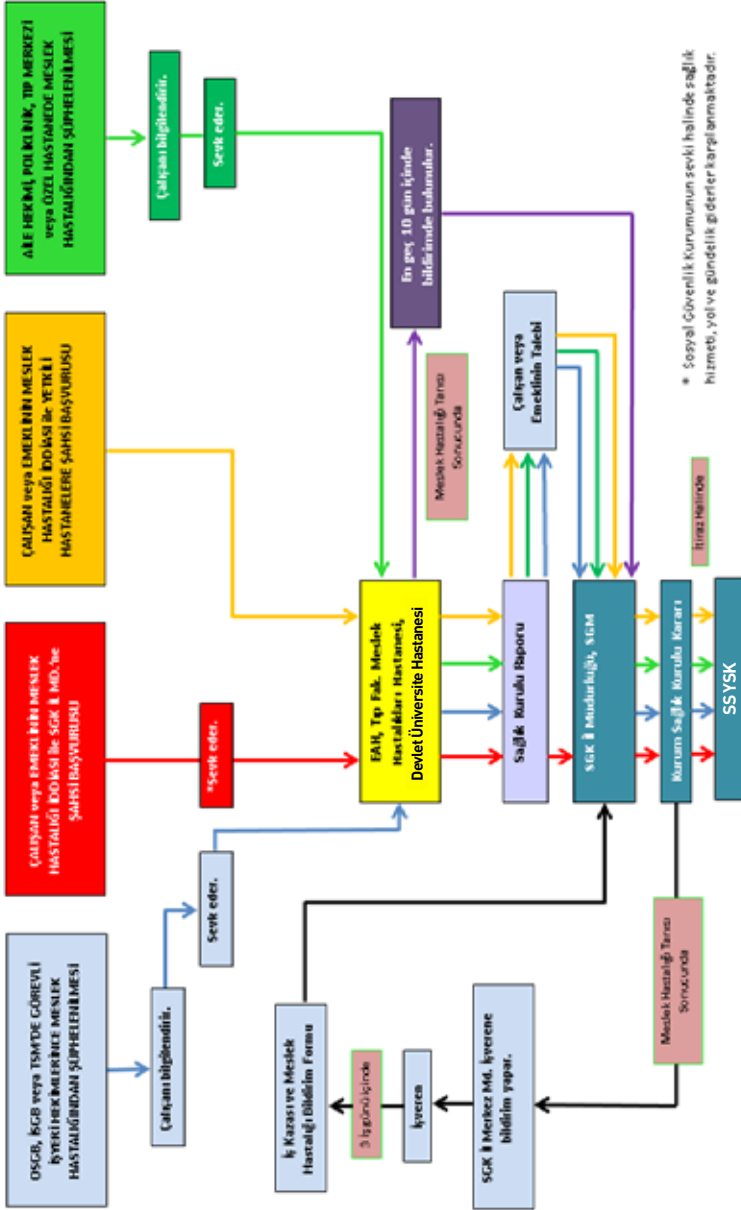 OSGB, İSGB veya TSM'DE GÖREVLİ
İŞYERİ HEKİMLERİNCE MESLEK
HASTALIĞINDAN ŞÜPHELENİLMESİ
ÇALIŞAN veya EMEKLİNİN MESLEK
HASTALIĞI İDDİASI ile SGK İL MD.'ne
ŞAHSİ BAŞVURUSU
ÇALIŞAN veya EMEKLİNİN MESLEK
HASTALIĞI İDDİASI ile YETKİLİ
HASTANELERE ŞAHSİ BAŞVURUSU
AİLE HEKİMİ, POLİKLİNİK, TIP MERKEZİ
veya ÖZEL HASTANEDE MESLEK
HASTALIĞINDAN ŞÜPHELENİLMESİ
Çalışanı bilgilendirir.
Sevk eder.
*Sevk eder.
Çalışanı bilgilendirir.
Sevk eder.
EAH, Tıp Fak. Meslek
Hastalıkları Hastanesi,
Devlet Üniversite Hastanesi
En geç 10 gün içinde
bildirimde bulunulur.
Meslek Hastalığı Tanısı
Sonucunda
İş Kazası ve Meslek
Hastalığı Bildirim Formu
3 işgünü içinde
İşveren
SGK İl Merkez Md. İşverene
bildirim yapar.
Sağlık Kurulu Raporu
Çalışan veya
Emeklinin Talebi
SGK İl Müdürlüğü, SGM
Kurum Sağlık Kurulu Kararı
İtiraz Halinde
SSYSK
Meslek Hastalığı Tanısı
Sonucunda
* Sosyal Güvenlik Kurumunun sevki halinde sağlık
hizmeti, yol ve gündelik giderler karşılanmaktadır.